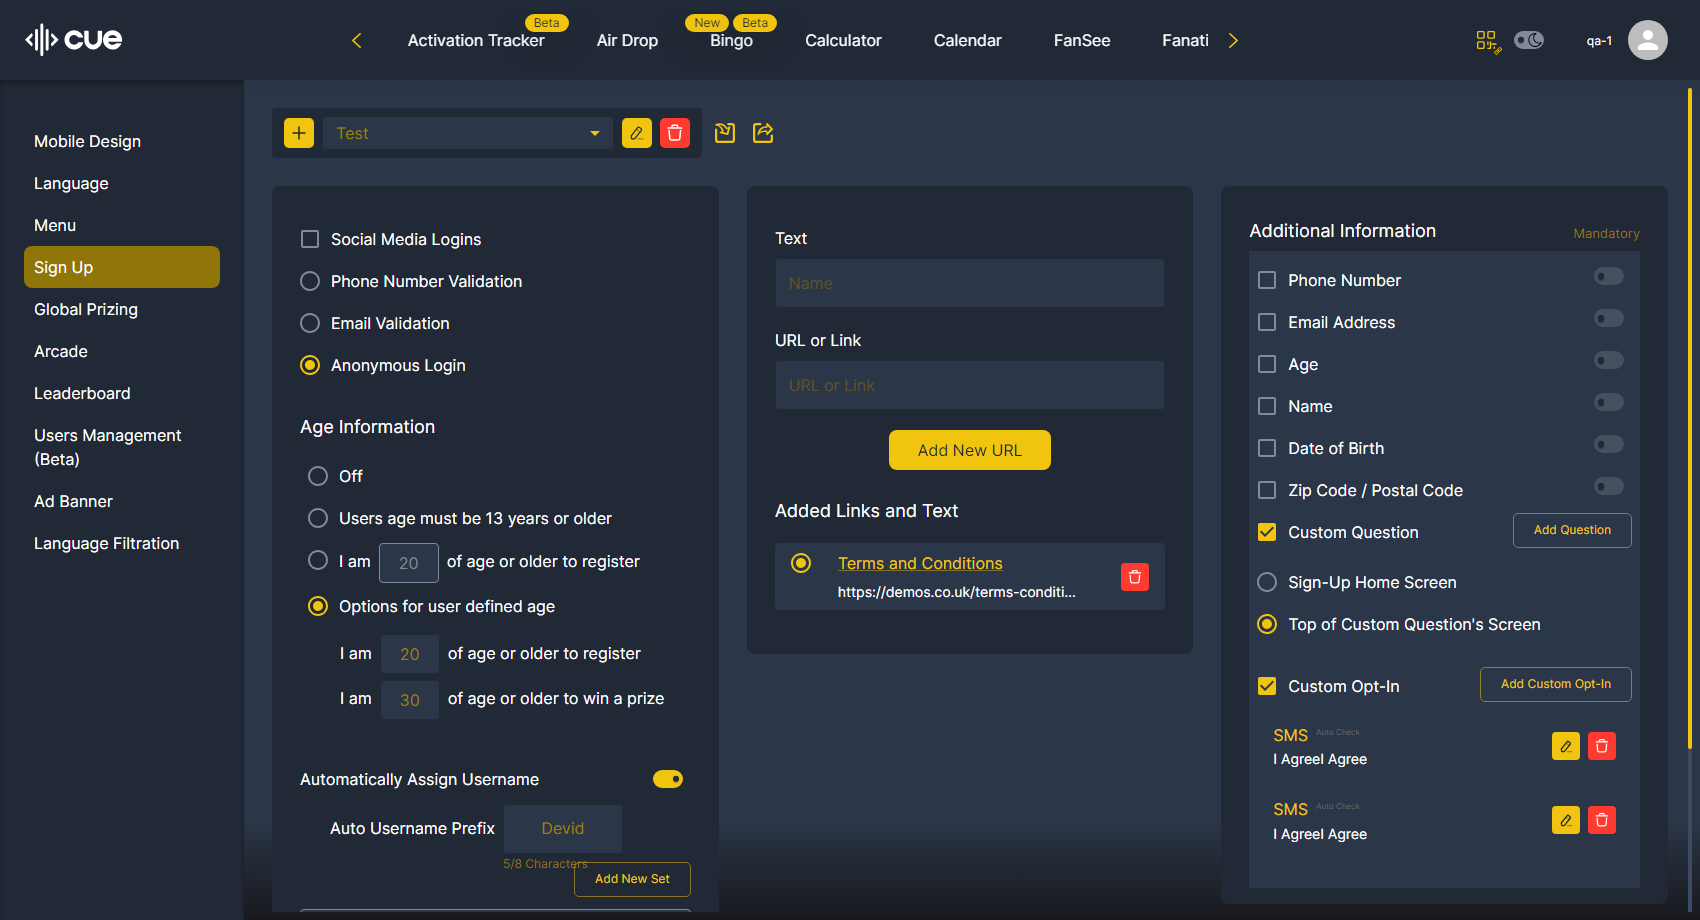 cue
Beta
New
Beta
Activation Tracker
Air Drop
Bingo
Calculator
Calendar
FanSee
Fanati
qa-1
Mobile Design
Language
Menu
Sign Up
Global Prizing
Arcade
Leaderboard
Users Management
(Beta)
Ad Banner
Language Filtration
Test
Social Media Logins
Phone Number Validation
Email Validation
Anonymous Login
Age Information
Off
Users age must be 13 years or older
I am 20 of age or older to register
Options for user defined age
I am 20 of age or older to register
I am 30 of age or older to win a prize
Automatically Assign Username
Auto Username Prefix Devid
5/8 Characters
Add New Set
Text
Name
URL or Link
URL or Link
Add New URL
Added Links and Text
Terms and Conditions
https://demos.co.uk/terms-conditi...
Additional Information Mandatory
Phone Number
Email Address
Age
Name
Date of Birth
Zip Code / Postal Code
Custom Question Add Question
Sign-Up Home Screen
Top of Custom Question's Screen
Custom Opt-In Add Custom Opt-In
SMS Auto Check
I AgreeI Agree
SMS Auto Check
I AgreeI Agree